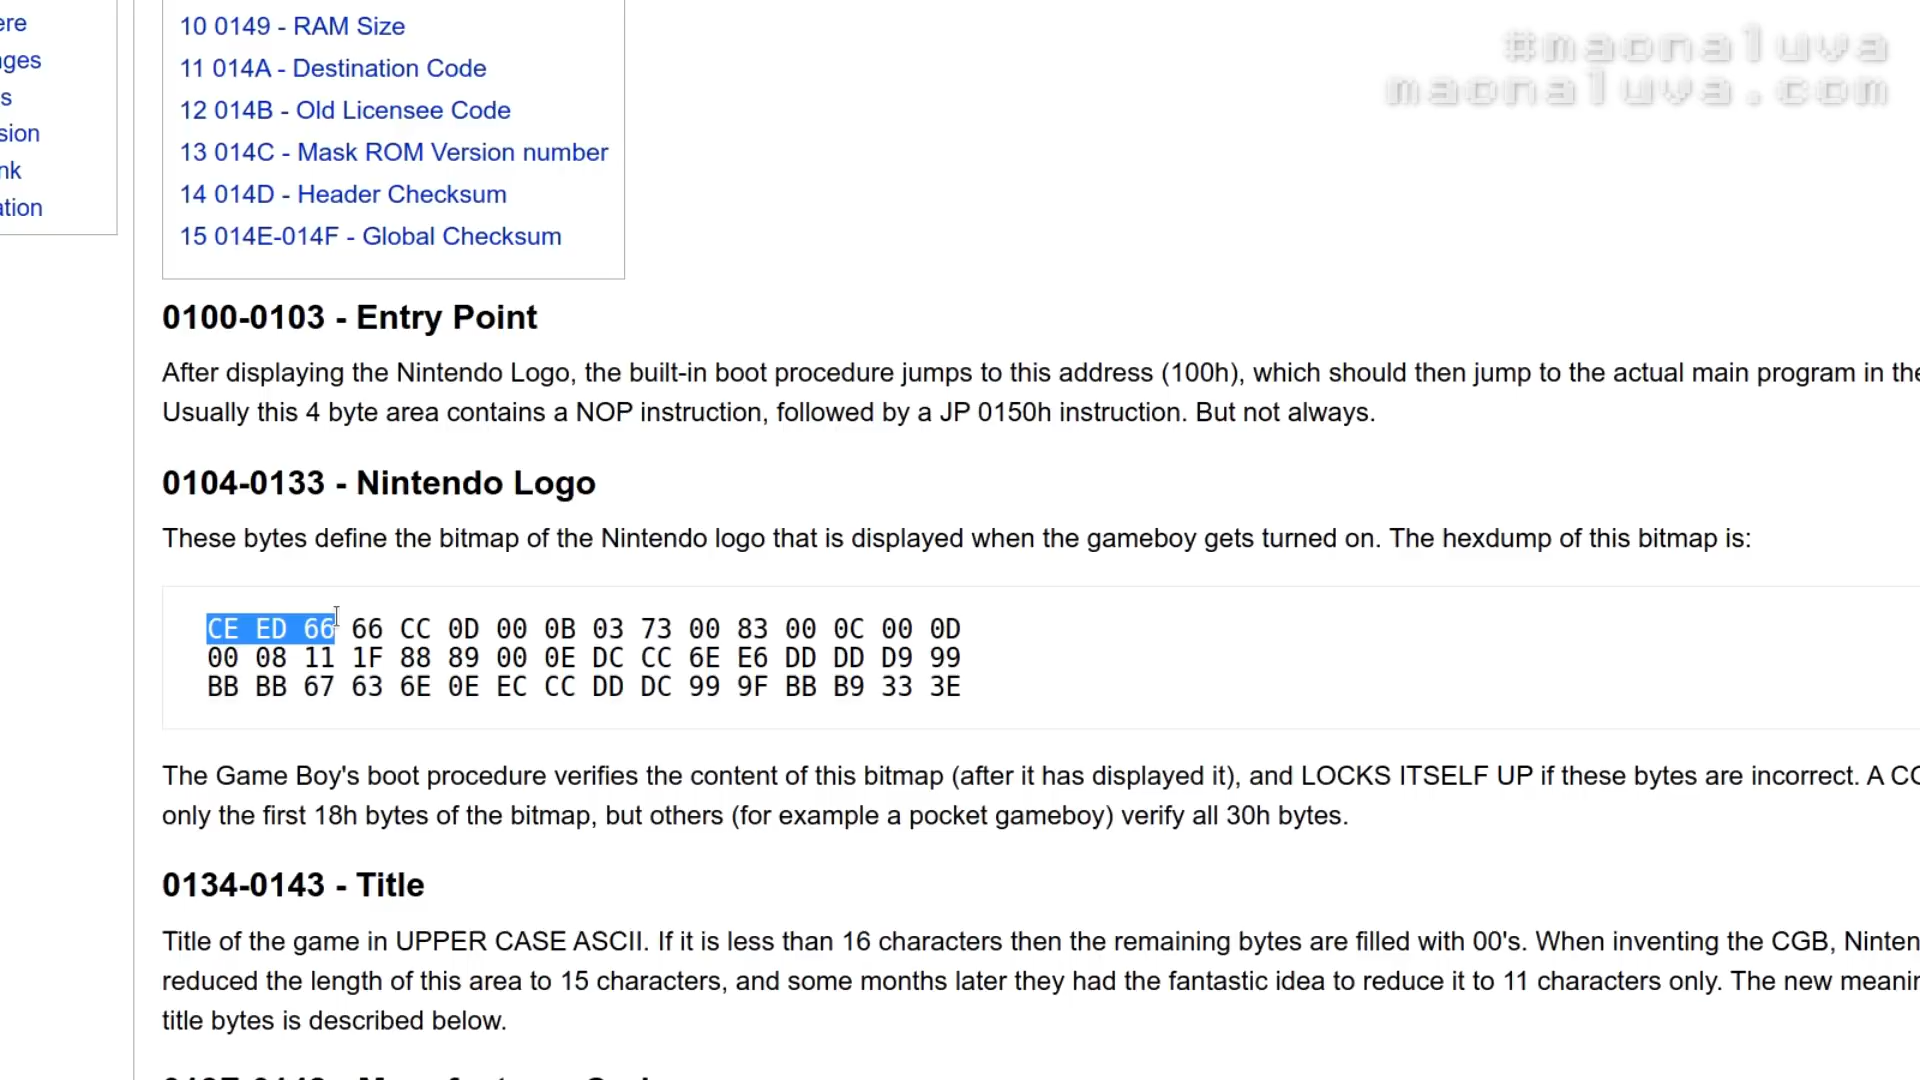 #maonaluva
maonaluva.com
ere
ages
s
sion
nk
ation
10 0149 - RAM Size
11 014A - Destination Code
12 014B - Old Licensee Code
13 014C - Mask ROM Version number
14 014D - Header Checksum
15 014E-014F - Global Checksum
0100-0103 - Entry Point
After displaying the Nintendo Logo, the built-in boot procedure jumps to this address (100h), which should then jump to the actual main program in the
Usually this 4 byte area contains a NOP instruction, followed by a JP 0150h instruction. But not always.
0104-0133 - Nintendo Logo
These bytes define the bitmap of the Nintendo logo that is displayed when the gameboy gets turned on. The hexdump of this bitmap is:
CE ED 66 66 CC 0D 00 0B 03 73 00 83 00 0C 00 0D
00 08 11 1F 88 89 00 0E DC CC 6E E6 DD DD D9 99
BB BB 67 63 6E 0E EC CC DD DC 99 9F BB B9 33 3E
The Game Boy's boot procedure verifies the content of this bitmap (after it has displayed it), and LOCKS ITSELF UP if these bytes are incorrect. A
only the first 18h bytes of the bitmap, but others (for example a pocket gameboy) verify all 30h bytes.
0134-0143 - Title
Title of the game in UPPER CASE ASCII. If it is less than 16 characters then the remaining bytes are filled with 00's. When inventing the CGB, Ninten
reduced the length of this area to 15 characters, and some months later they had the fantastic idea to reduce it to 11 characters only. The new meanin
title bytes is described below.